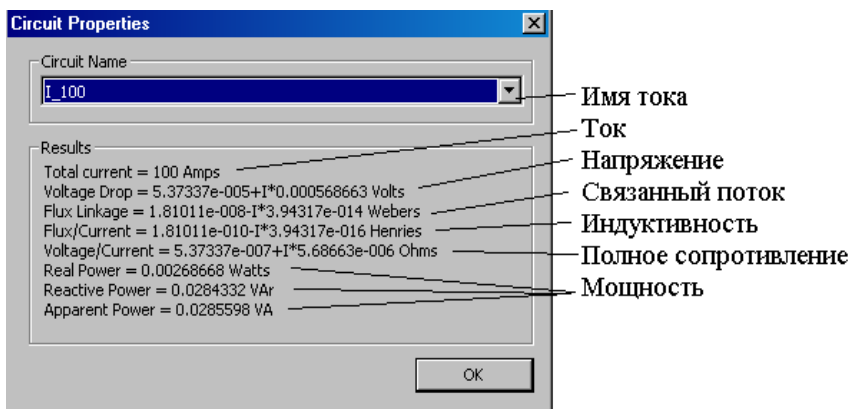 Circuit Properties
Circuit Name
I_100
Имя тока
Ток
Results
Total current = 100 Amps
Напряжение
Voltage Drop = 5.37337e-005+I*0.000568663 Volts
Связанный поток
Flux Linkage = 1.81011e-008-I*3.94317e-014 Webers
Индуктивность
Flux/Current = 1.81011e-010-I*3.94317e-016 Henries
Полное сопротивление
Voltage/Current = 5.37337e-007+I*5.68663e-006 Ohms
Мощность
Real Power = 0.00268668 Watts
Reactive Power = 0.0284332 VAr
Apparent Power = 0.0285598 VA
OK